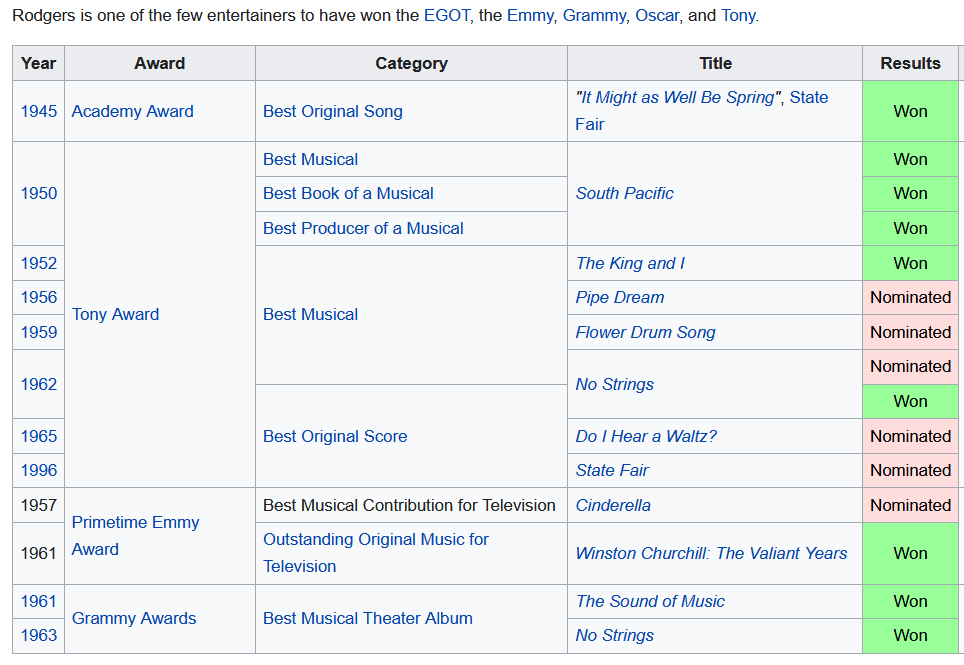 Rodgers is one of the few entertainers to have won the EGOT, the Emmy, Grammy, Oscar, and Tony.
Year Award Category Title Results
1945 Academy Award Best Original Song "It Might as Well Be Spring", State Fair Won
1950 Tony Award Best Musical South Pacific Won
Best Book of a Musical Won
Best Producer of a Musical Won
1952 Best Musical The King and I Won
1956 Pipe Dream Nominated
1959 Flower Drum Song Nominated
1962 No Strings Nominated
Best Original Score Won
1965 Do I Hear a Waltz? Nominated
1996 State Fair Nominated
1957 Primetime Emmy Award Best Musical Contribution for Television Cinderella Nominated
1961 Outstanding Original Music for Television Winston Churchill: The Valiant Years Won
1961 Grammy Awards Best Musical Theater Album The Sound of Music Won
1963 No Strings Won